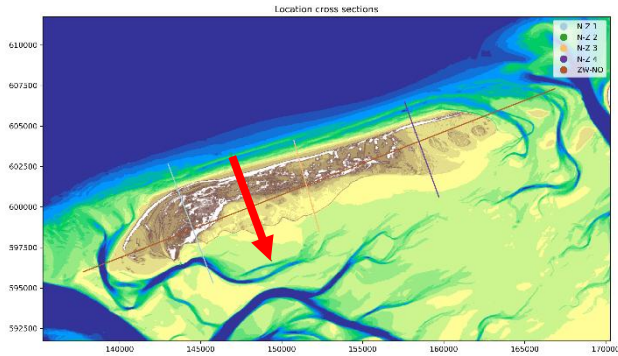 Location cross sections
N-Z 1
N-Z 2
N-Z 3
N-Z 4
ZW-NO
610000
607500
605000
602500
600000
597500
595000
592500
140000 145000 150000 155000 160000 165000 170000